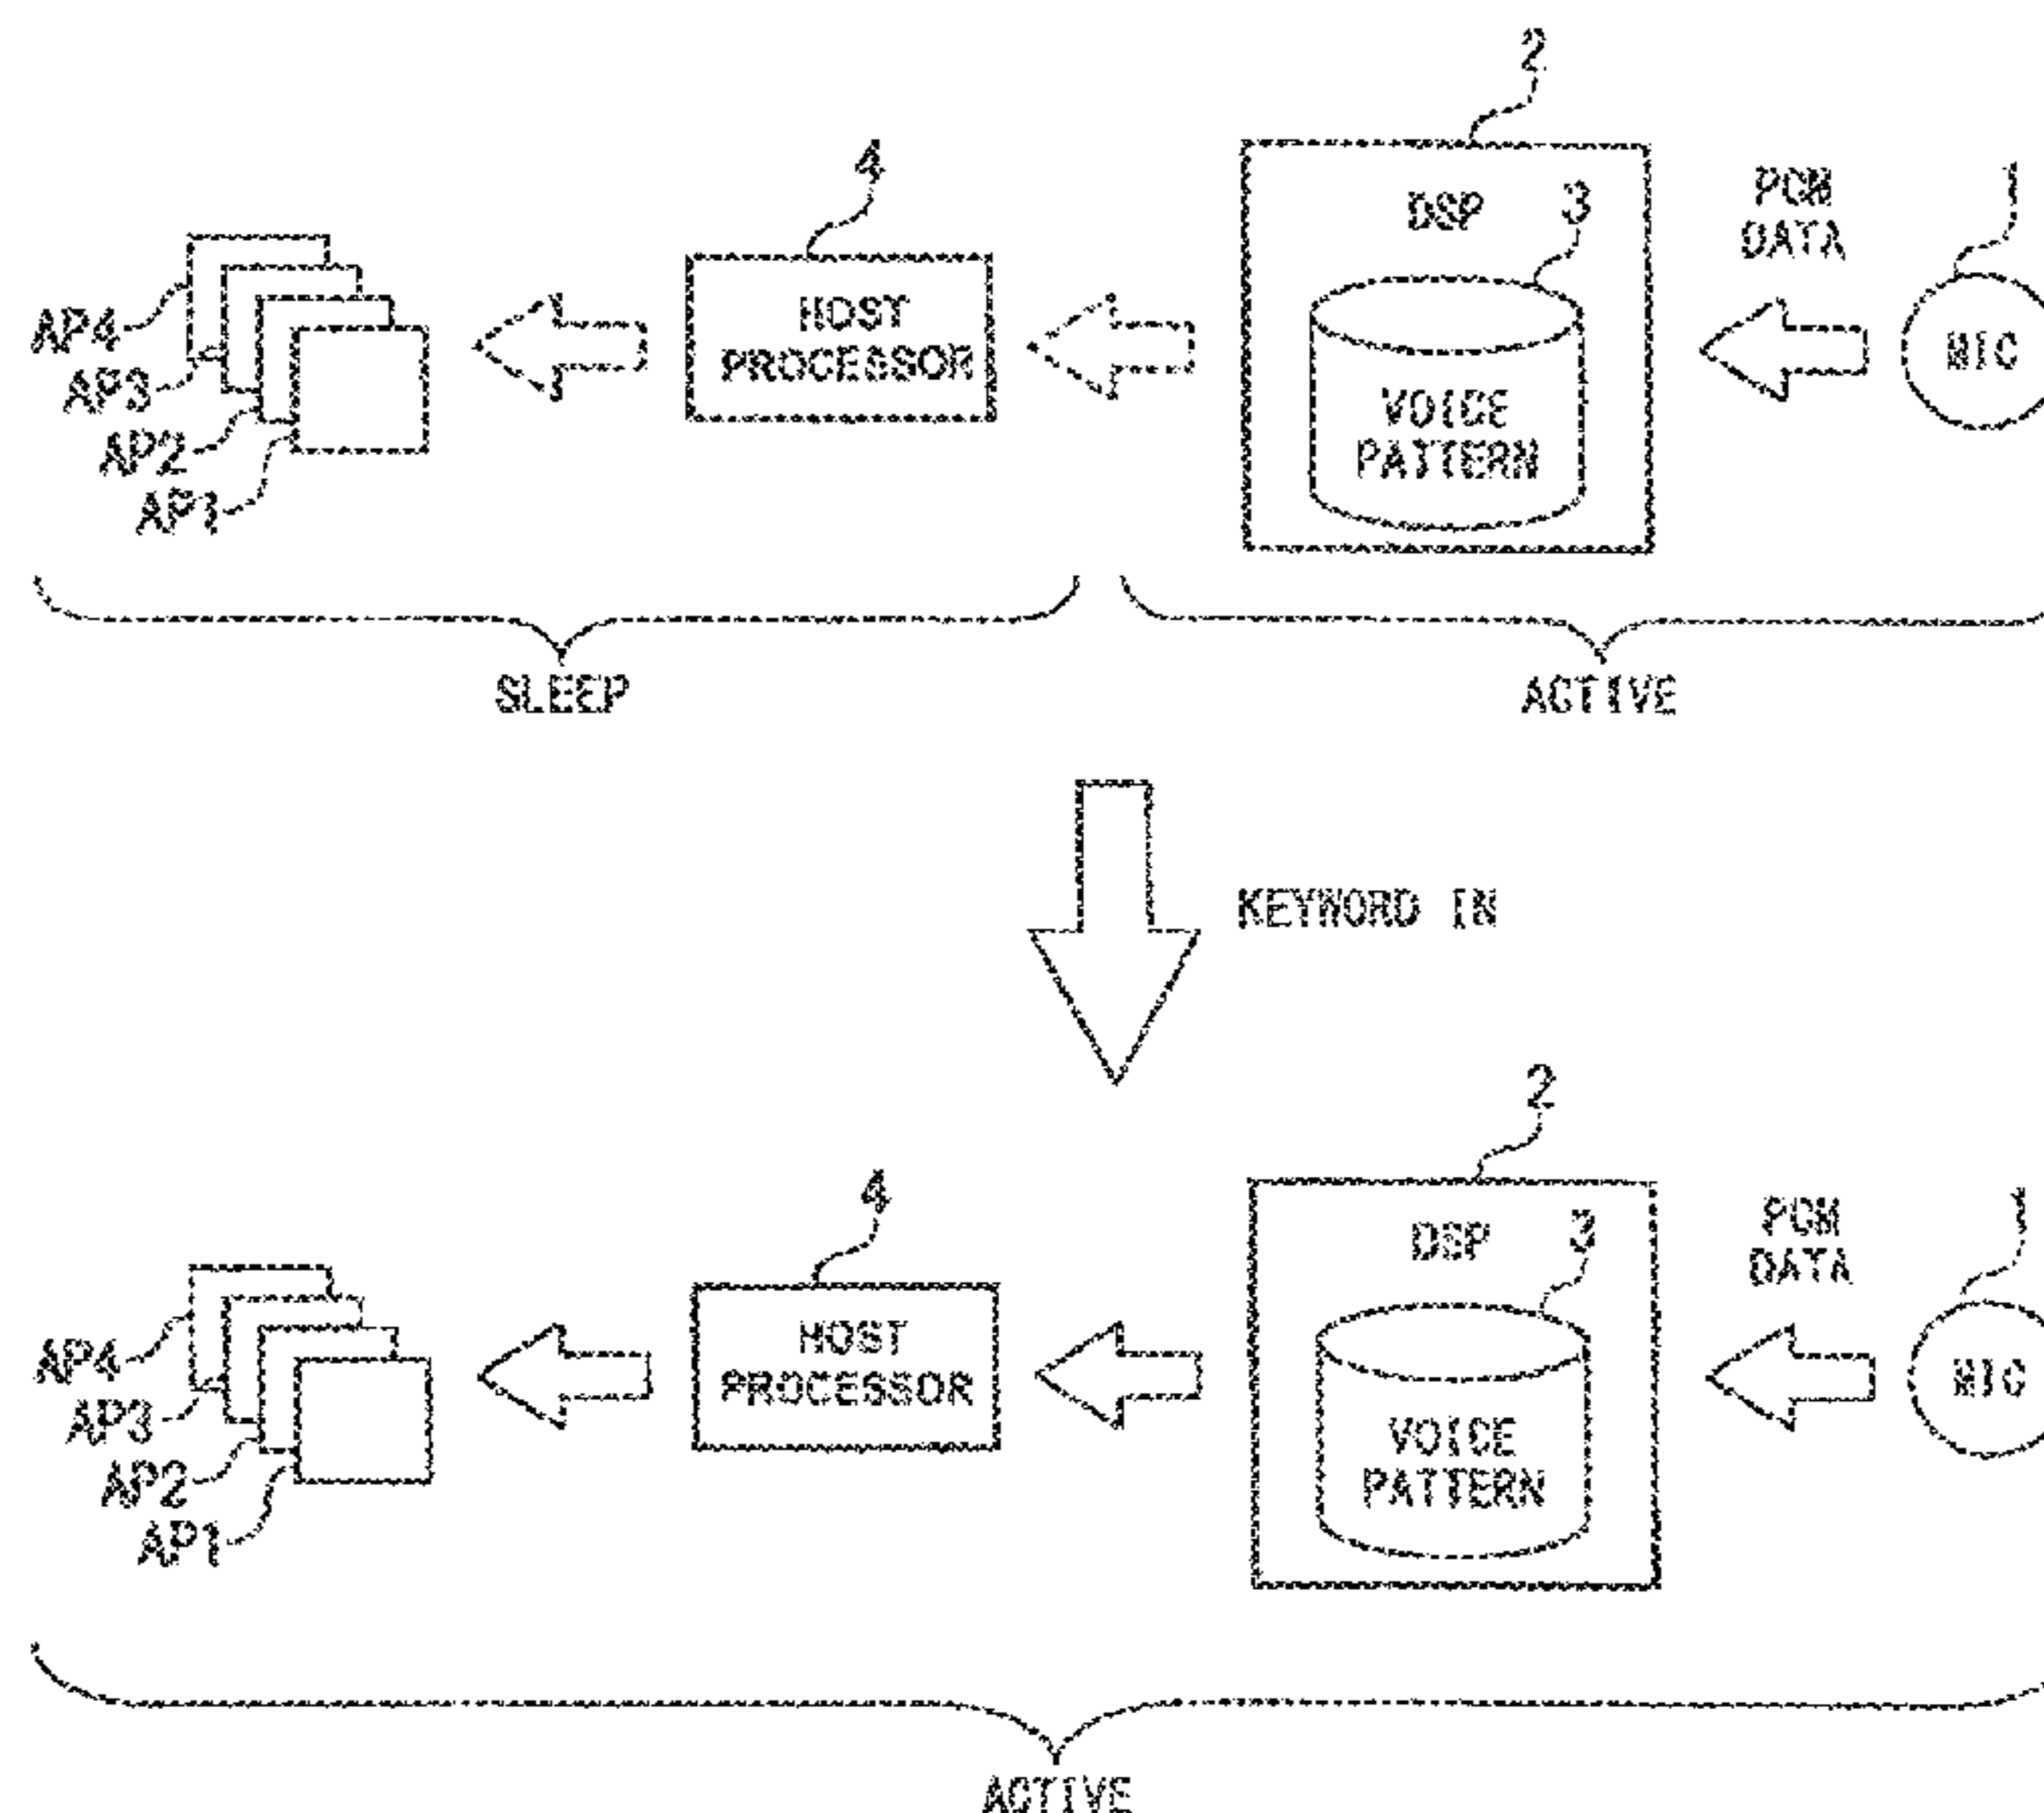 2
4
1
DSP
3
PCM
DATA
HOST
PROCESSOR
MIC
VOICE
PATTERN
AP4
AP3
AP2
AP1
SLEEP
ACTIVE
KEYWORD IN
2
4
1
DSP
3
PCM
DATA
HOST
PROCESSOR
MIC
VOICE
PATTERN
AP4
AP3
AP2
AP1
ACTIVE